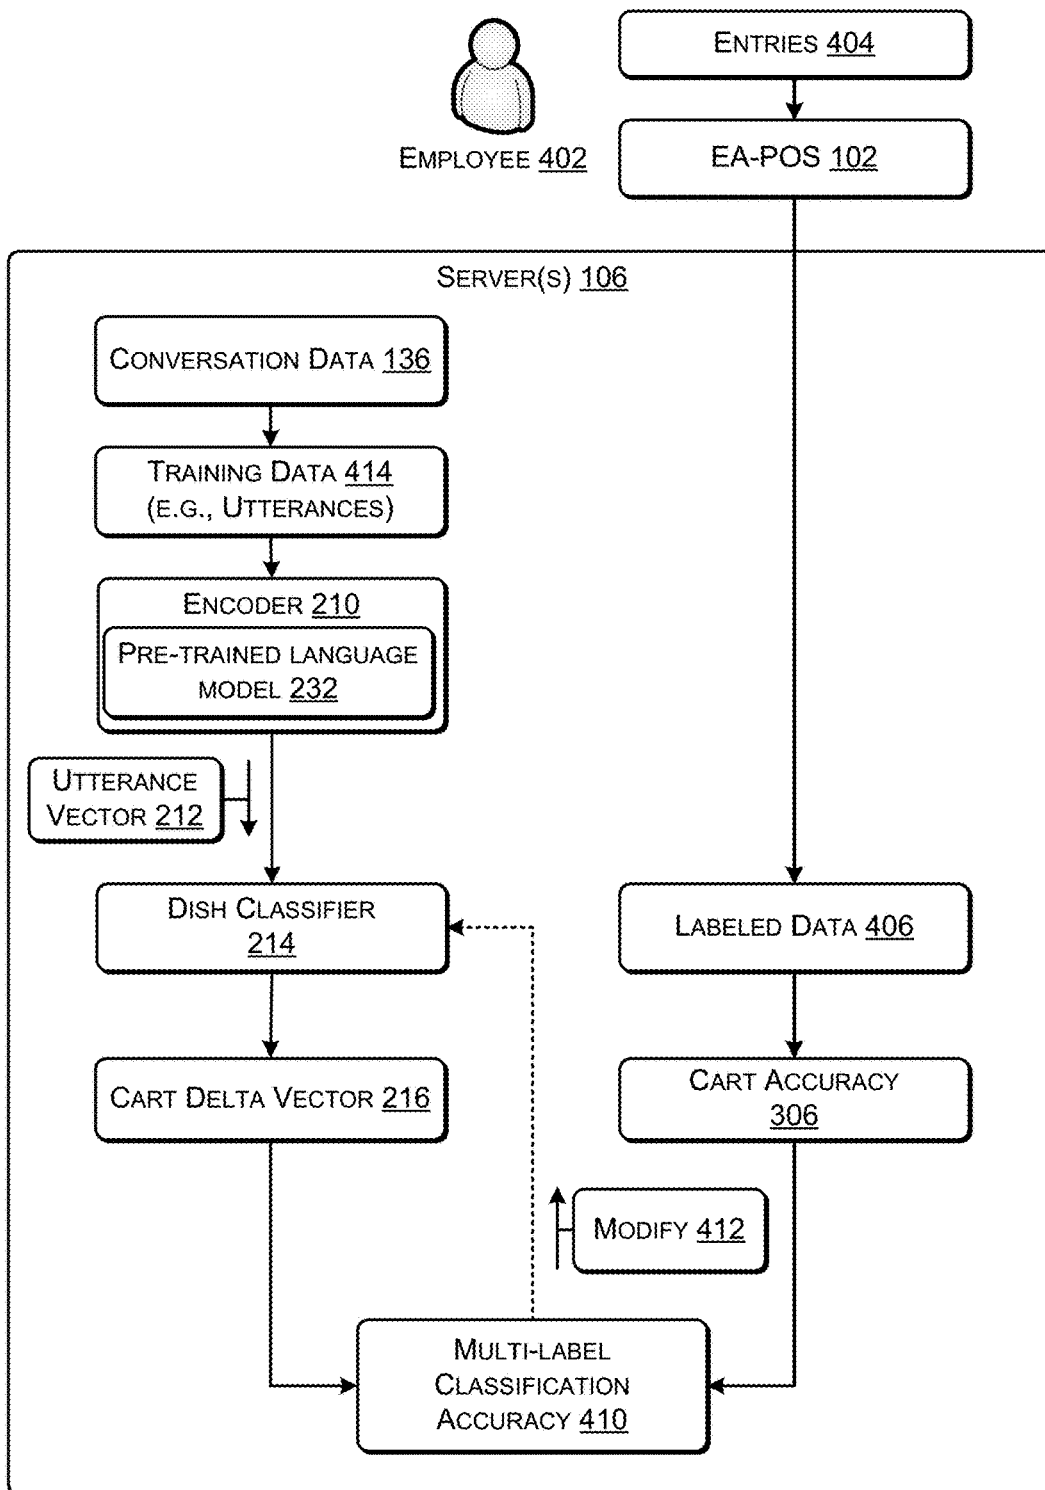 ENTRIES 404
EMPLOYEE 402
EA-POS 102
SERVER(S) 106
CONVERSATION DATA 136
TRAINING DATA 414
(E.G., UTTERANCES)
ENCODER 210
PRE-TRAINED LANGUAGE
MODEL 232
UTTERANCE
VECTOR 212
DISH CLASSIFIER
214
LABELED DATA 406
CART DELTA VECTOR 216
CART ACCURACY
306
MODIFY 412
MULTI-LABEL
CLASSIFICATION
ACCURACY 410